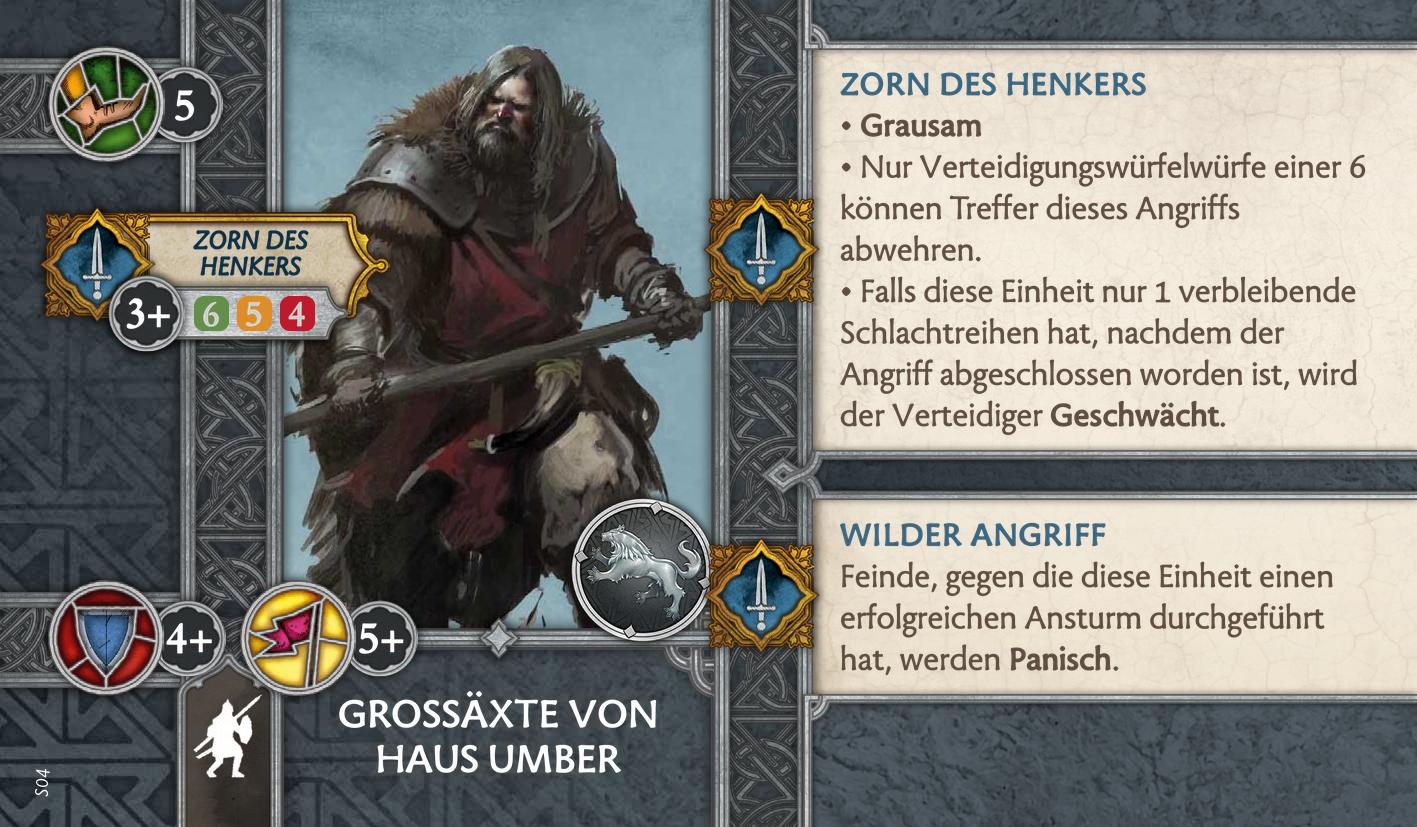 5
ZORN DES
HENKERS
3+ 6 5 4
4+ 5+
GROSSÄXTE VON
HAUS UMBER
S04
ZORN DES HENKERS
• Grausam
• Nur Verteidigungswürfelwürfe einer 6
können Treffer dieses Angriffs
abwehren.
• Falls diese Einheit nur 1 verbleibende
Schlachtreihen hat, nachdem der
Angriff abgeschlossen worden ist, wird
der Verteidiger Geschwächt.
WILDER ANGRIFF
Feinde, gegen die diese Einheit einen
erfolgreichen Ansturm durchgeführt
hat, werden Panisch.